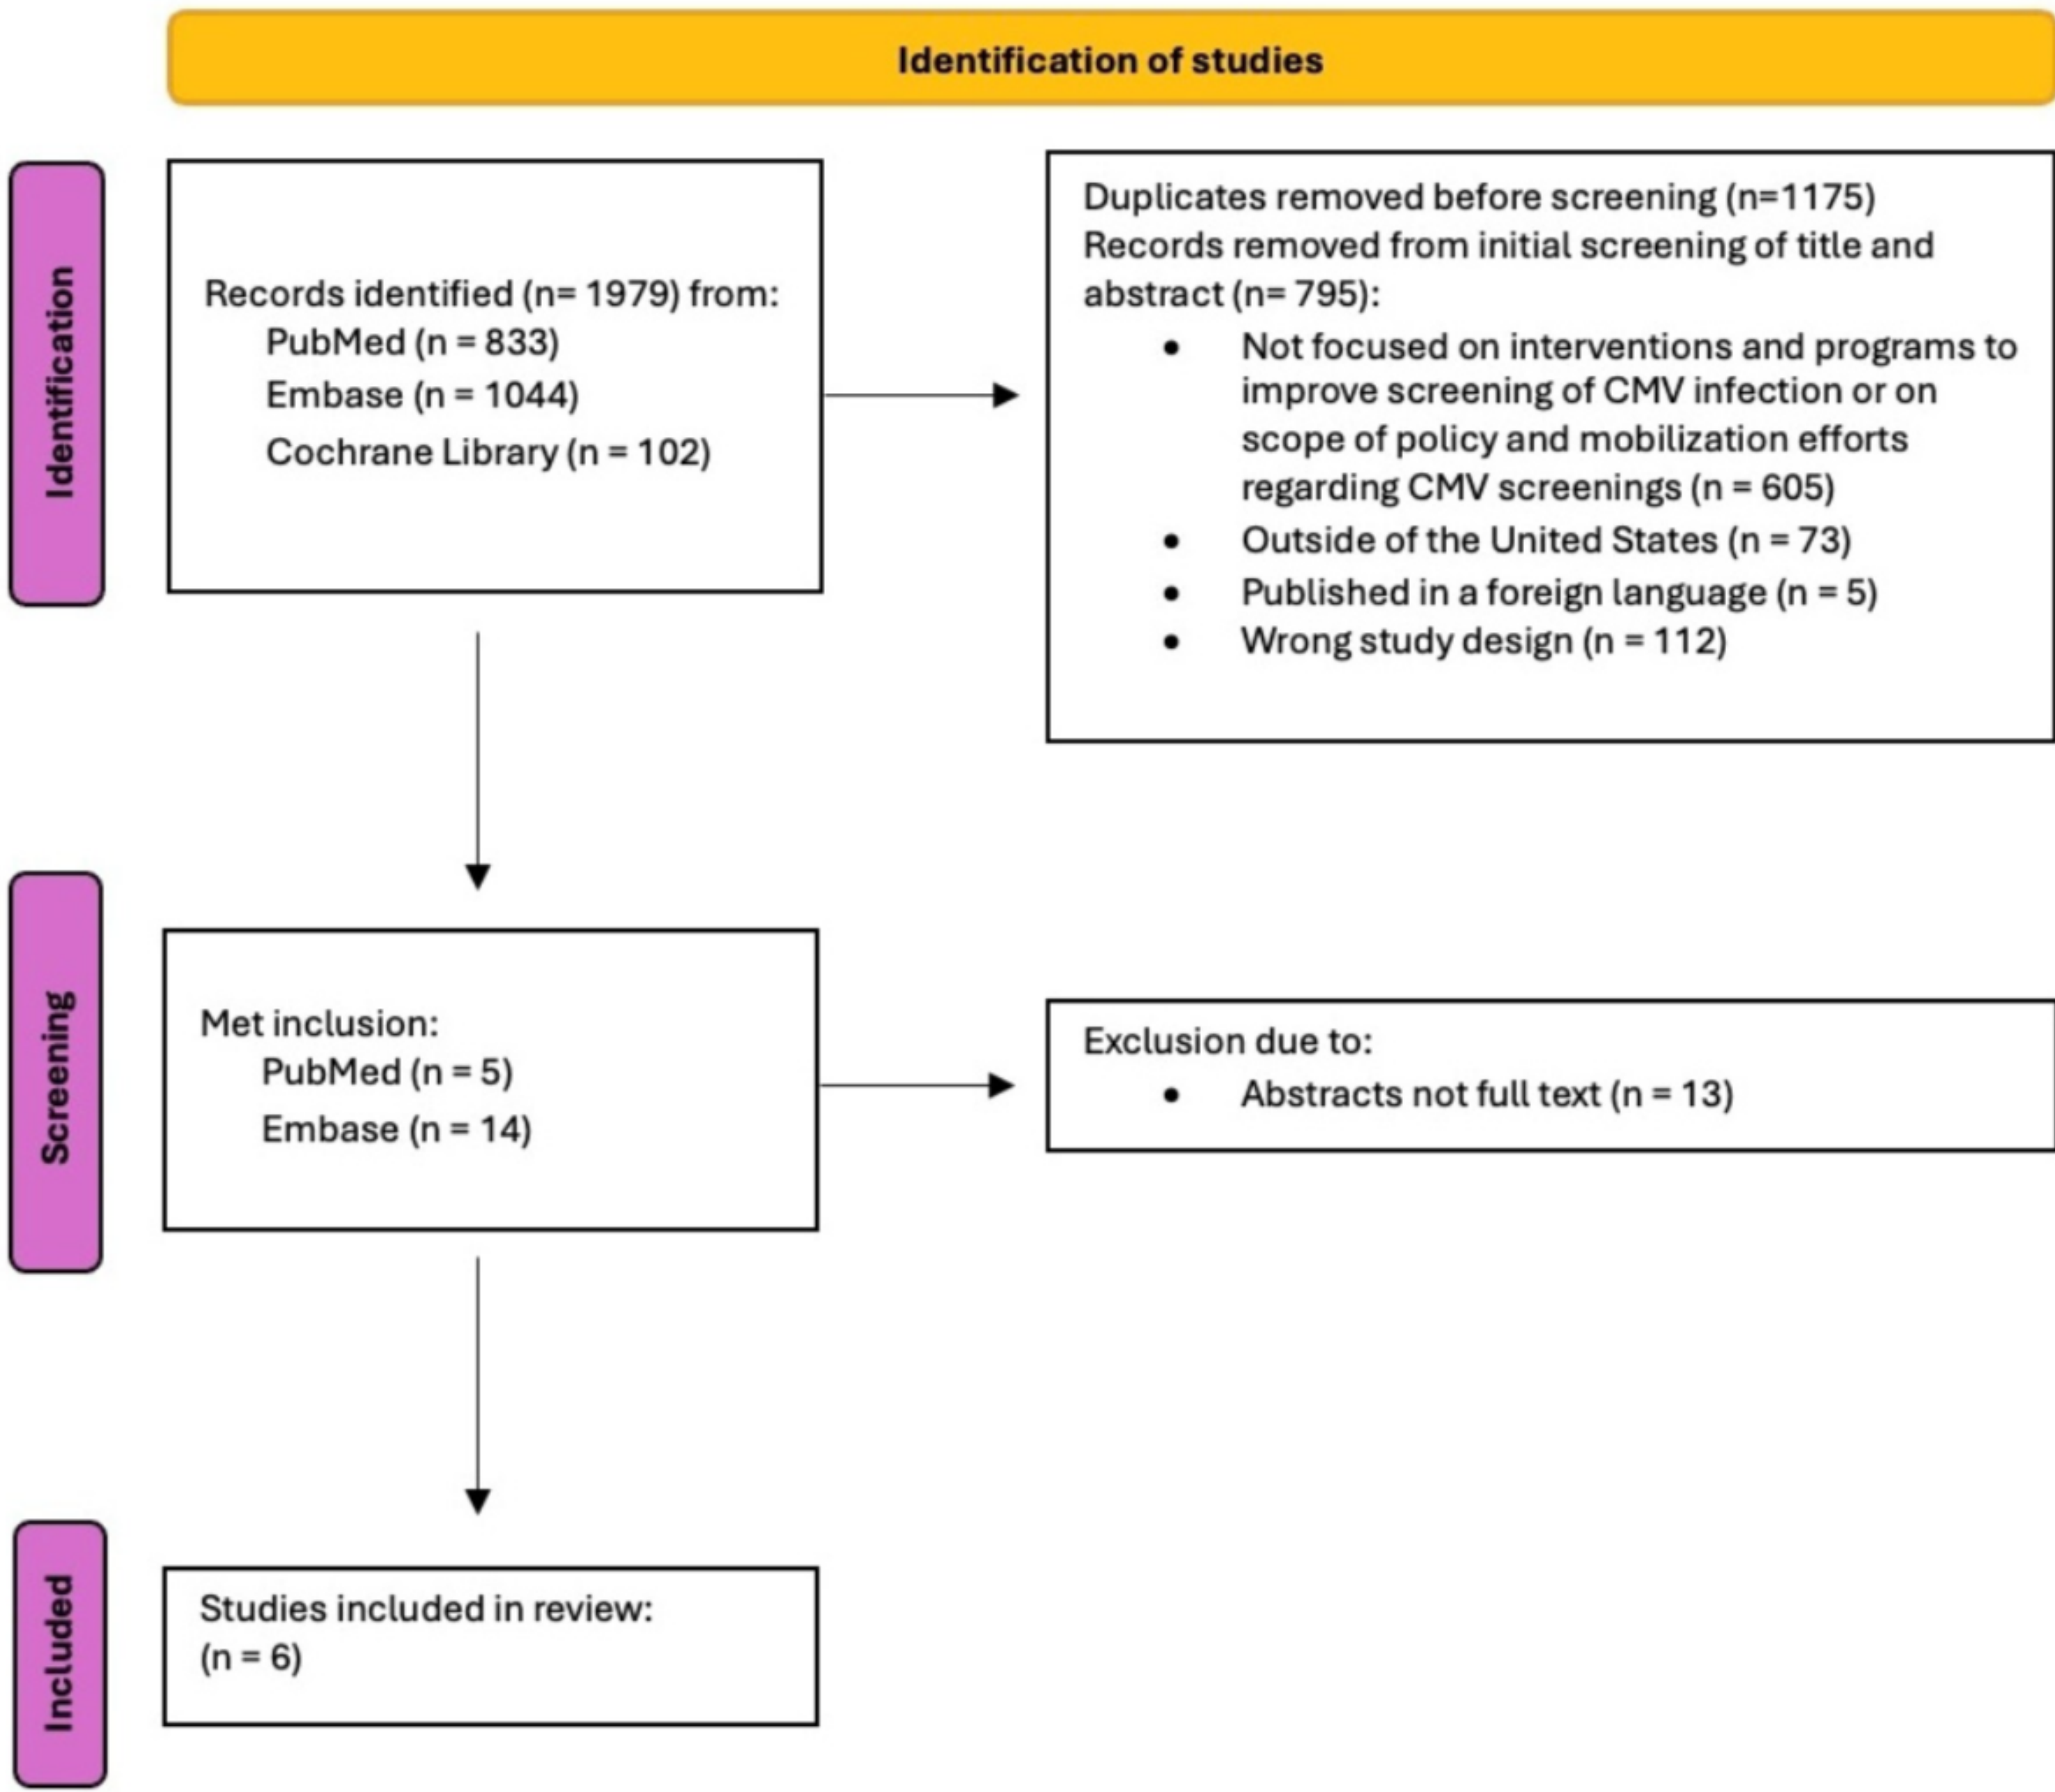 Identification of studies
Identification
Records identified (n= 1979) from:
PubMed (n = 833)
Embase (n = 1044)
Cochrane Library (n = 102)
Duplicates removed before screening (n=1175)
Records removed from initial screening of title and
abstract (n= 795):
• Not focused on interventions and programs to
improve screening of CMV infection or on
scope of policy and mobilization efforts
regarding CMV screenings (n = 605)
• Outside of the United States (n = 73)
• Published in a foreign language (n = 5)
• Wrong study design (n = 112)
Screening
Met inclusion:
PubMed (n = 5)
Embase (n = 14)
Exclusion due to:
• Abstracts not full text (n = 13)
Included
Studies included in review:
(n = 6)